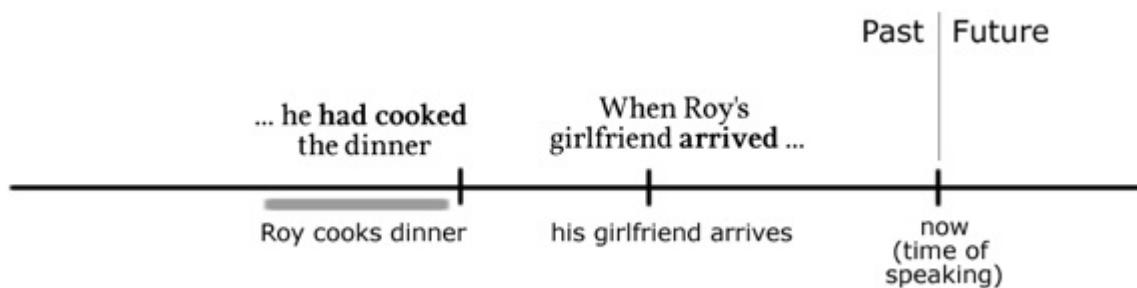 Past
Future
... he had cooked
the dinner
When Roy's
girlfriend arrived ...
Roy cooks dinner
his girlfriend arrives
now
(time of
speaking)